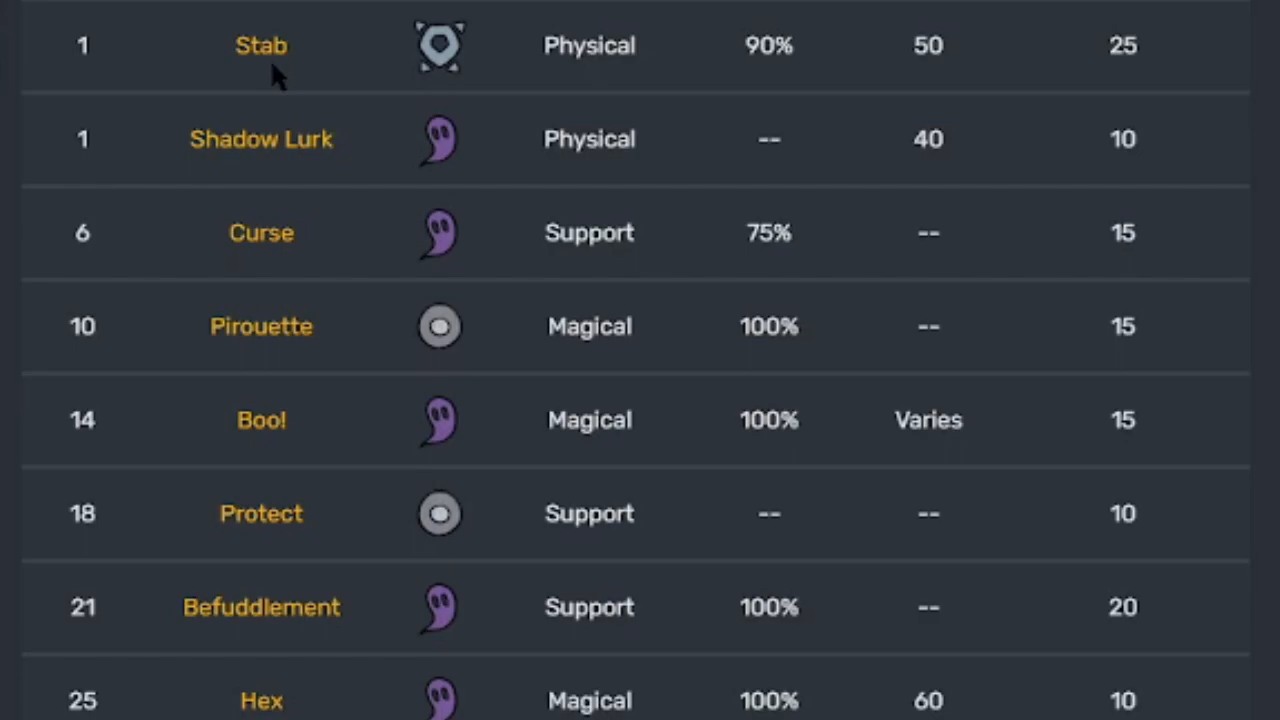 1 Stab Physical 90% 50 25
1 Shadow Lurk Physical -- 40 10
6 Curse Support 75% -- 15
10 Pirouette Magical 100% -- 15
14 Boo! Magical 100% Varies 15
18 Protect Support -- -- 10
21 Befuddlement Support 100% -- 20
25 Hex Magical 100% 60 10